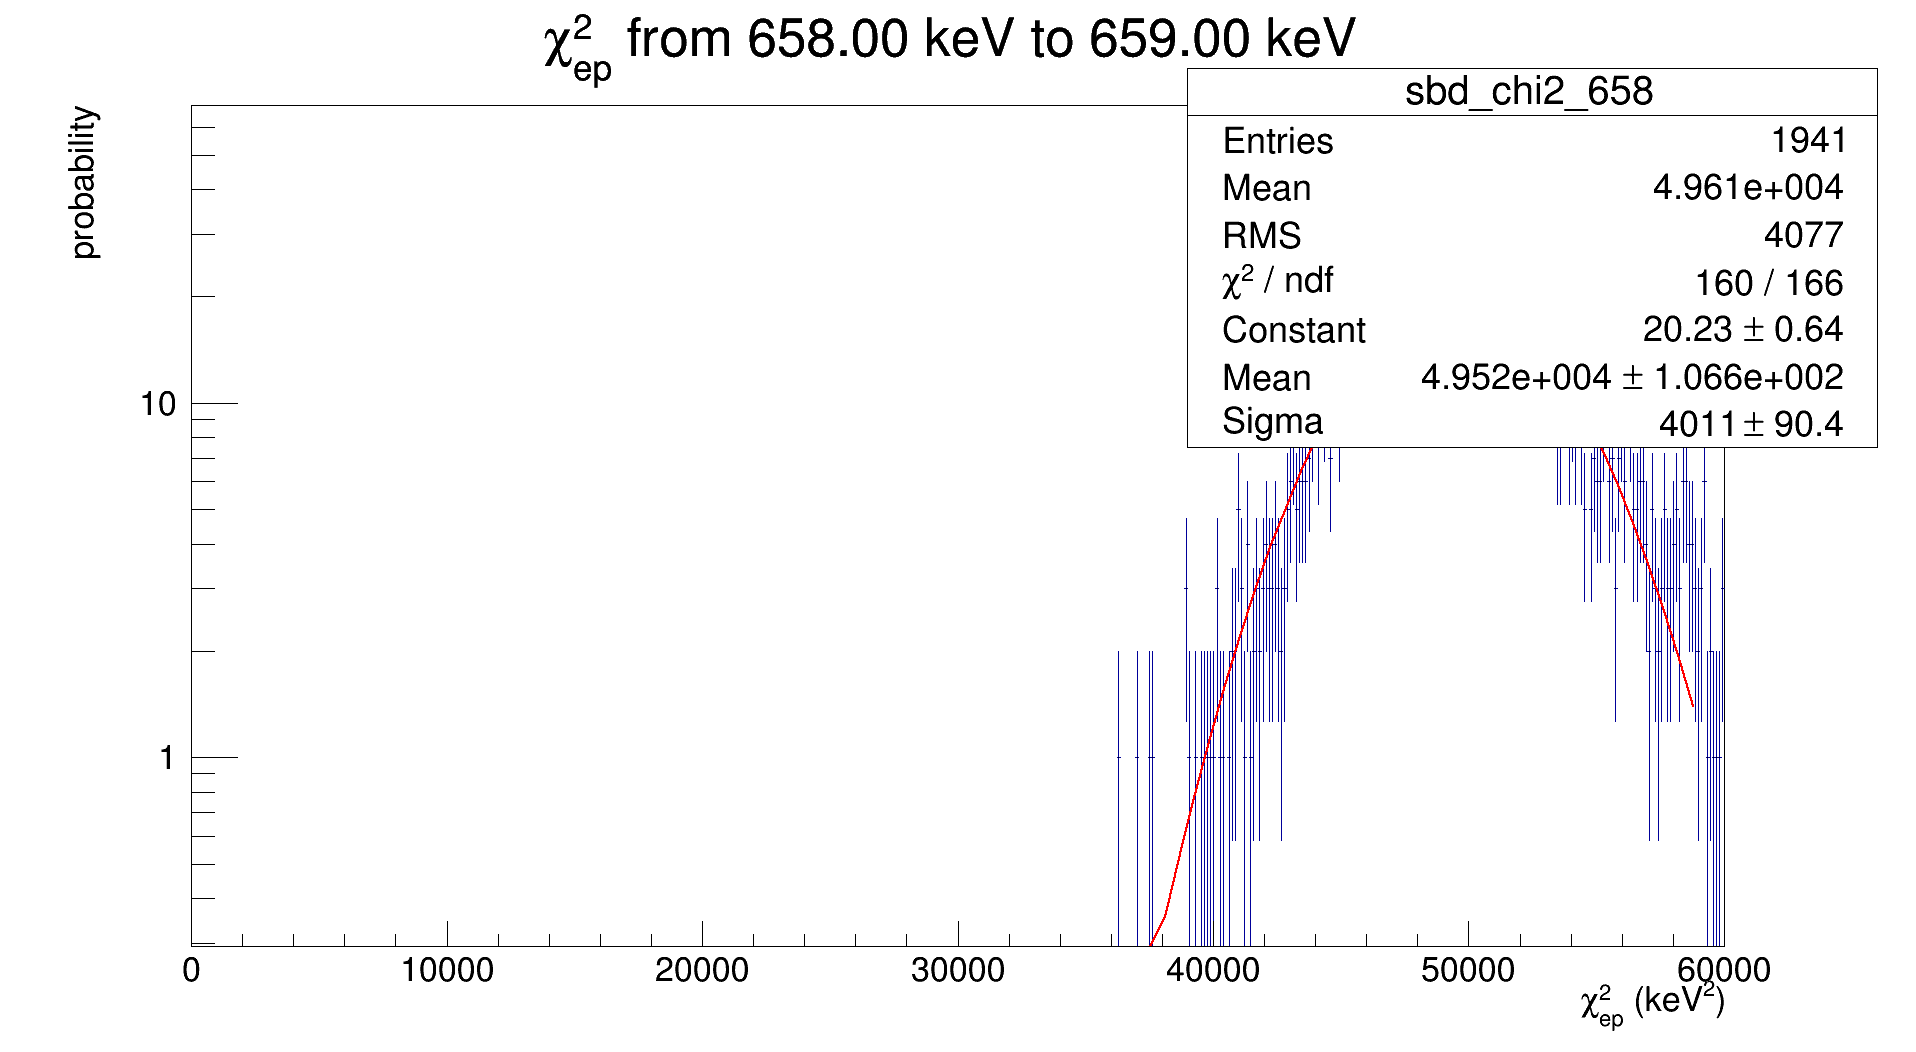 χ²ep from 658.00 keV to 659.00 keV
probability
sbd_chi2_658
Entries 1941
Mean 4.961e+004
RMS 4077
χ² / ndf 160 / 166
Constant 20.23 ± 0.64
Mean 4.952e+004 ± 1.066e+002
Sigma 4011 ± 90.4
10
1
0 10000 20000 30000 40000 50000 60000
χ²ep (keV²)